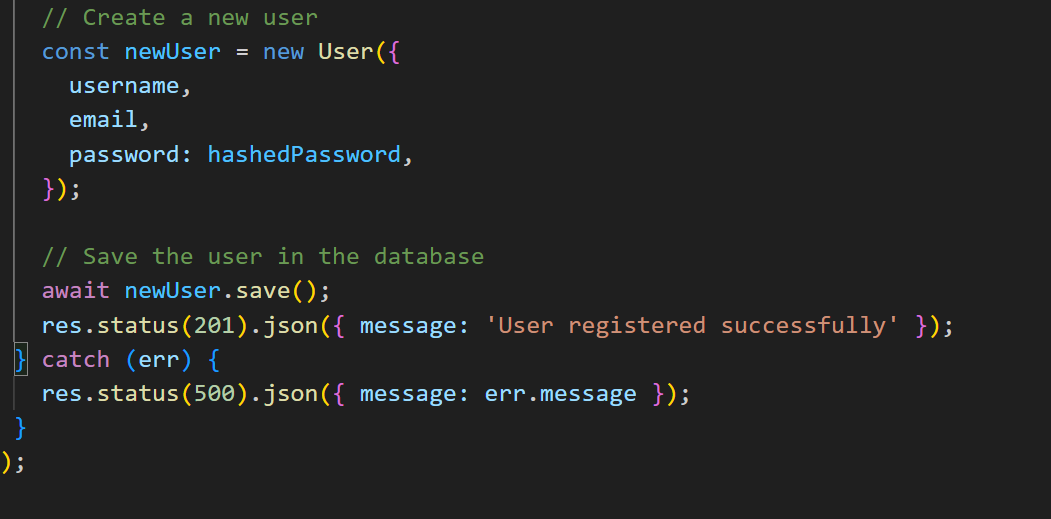 // Create a new user
const newUser = new User({
username,
email,
password: hashedPassword,
});
// Save the user in the database
await newUser.save();
res.status(201).json({ message: 'User registered successfully' });
} catch (err) {
res.status(500).json({ message: err.message });
}
);